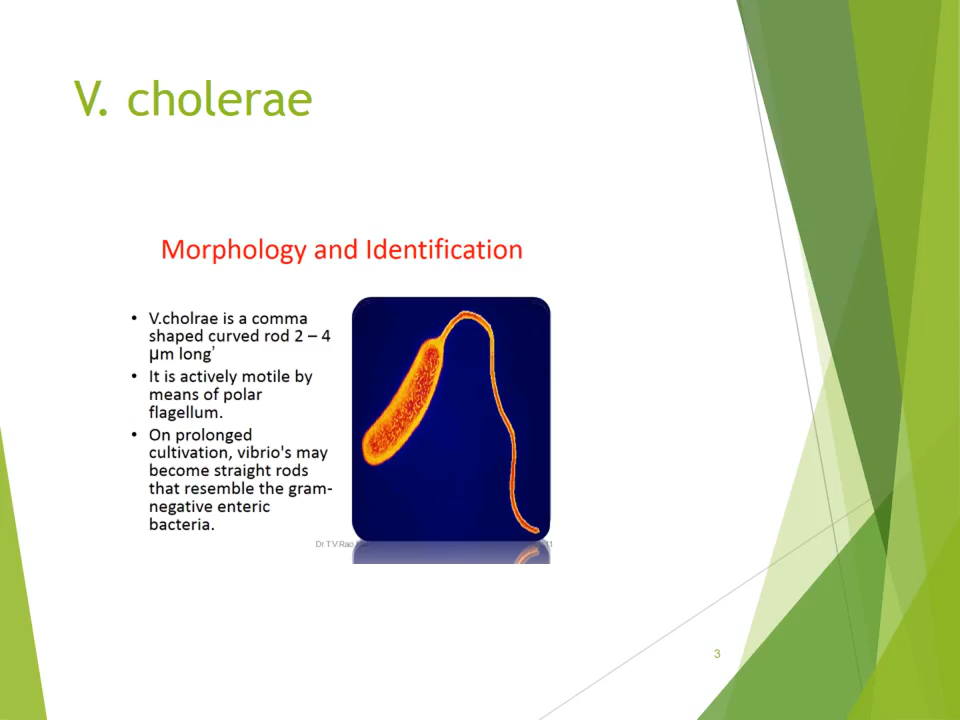 V. cholerae
Morphology and Identification
• V.cholrae is a comma
shaped curved rod 2 – 4
µm long’
• It is actively motile by
means of polar
flagellum.
• On prolonged
cultivation, vibrio's may
become straight rods
that resemble the gram-
negative enteric
bacteria.
Dr T.V.Rao
11
3